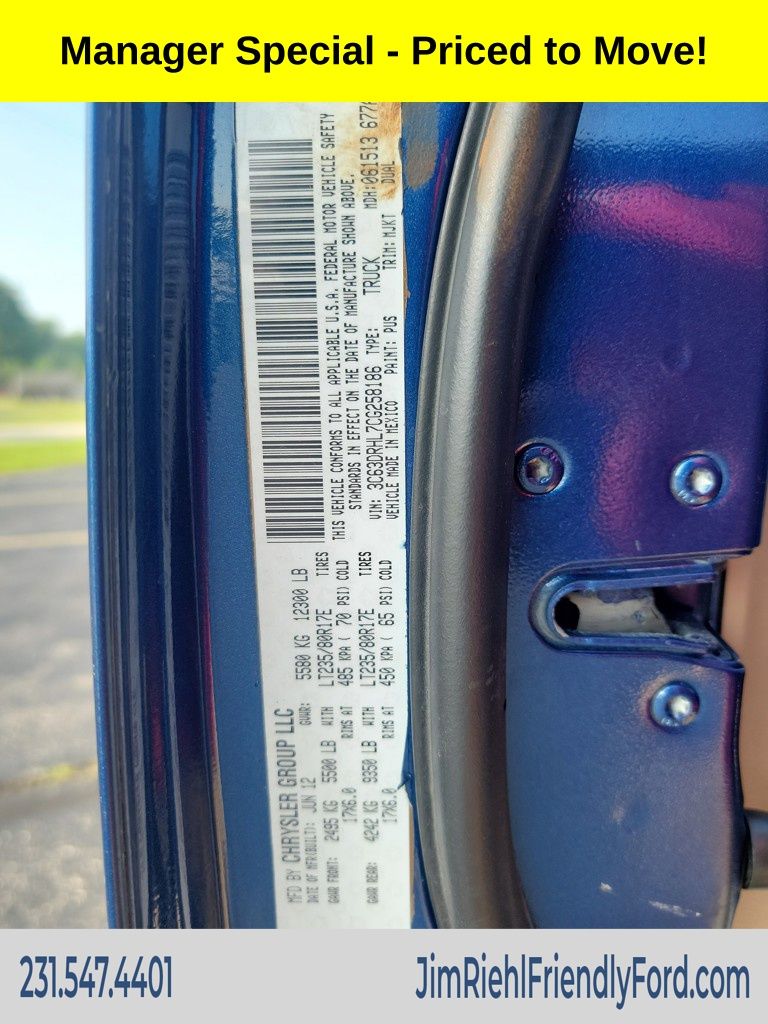 Manager Special - Priced to Move!
MFD BY CHRYSLER GROUP LLC
DATE OF MFR(BUILT): JUN 12 GVWR: 5580 KG 12300 LB
GAWR FRONT: 2495 KG 5500 LB WITH LT235/80R17E TIRES
17X6.0 RIMS AT 485 KPA ( 70 PSI) COLD
GAWR REAR: 4242 KG 9350 LB WITH LT235/80R17E TIRES
17X6.0 RIMS AT 450 KPA ( 65 PSI) COLD
THIS VEHICLE CONFORMS TO ALL APPLICABLE U.S.A. FEDERAL MOTOR VEHICLE SAFETY
STANDARDS IN EFFECT ON THE DATE OF MANUFACTURE SHOWN ABOVE.
VIN: 3C63DRHL7CG258186 TYPE: TRUCK MDH:061513
VEHICLE MADE IN MEXICO PAINT: PUS TRIM: MJKT DUAL
231.547.4401
JimRiehlFriendlyFord.com